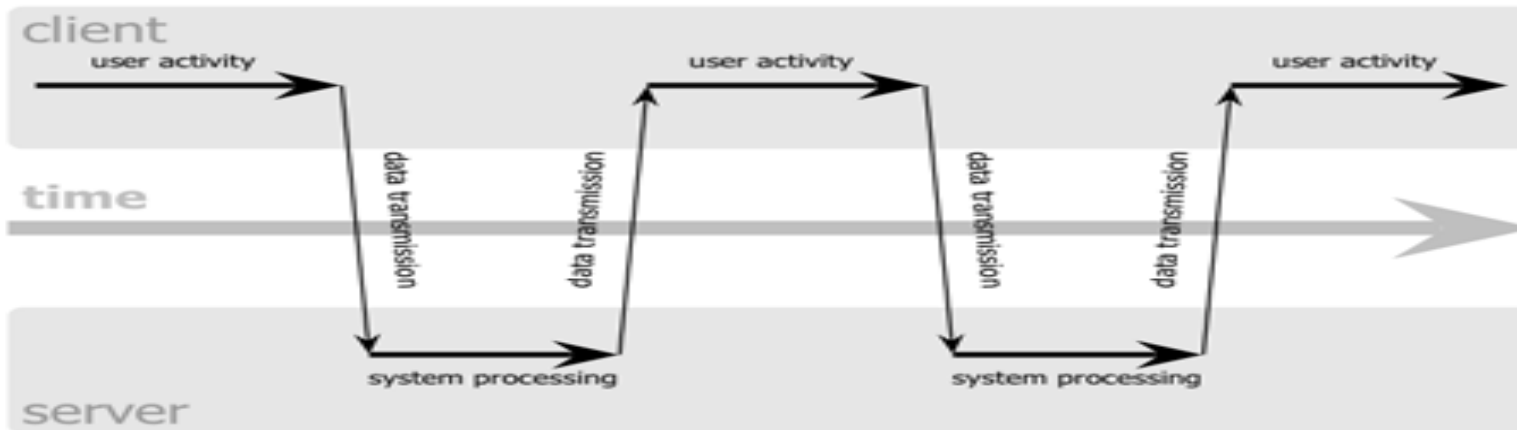 client
user activity
user activity
user activity
data transmission
data transmission
data transmission
data transmission
time
system processing
system processing
server